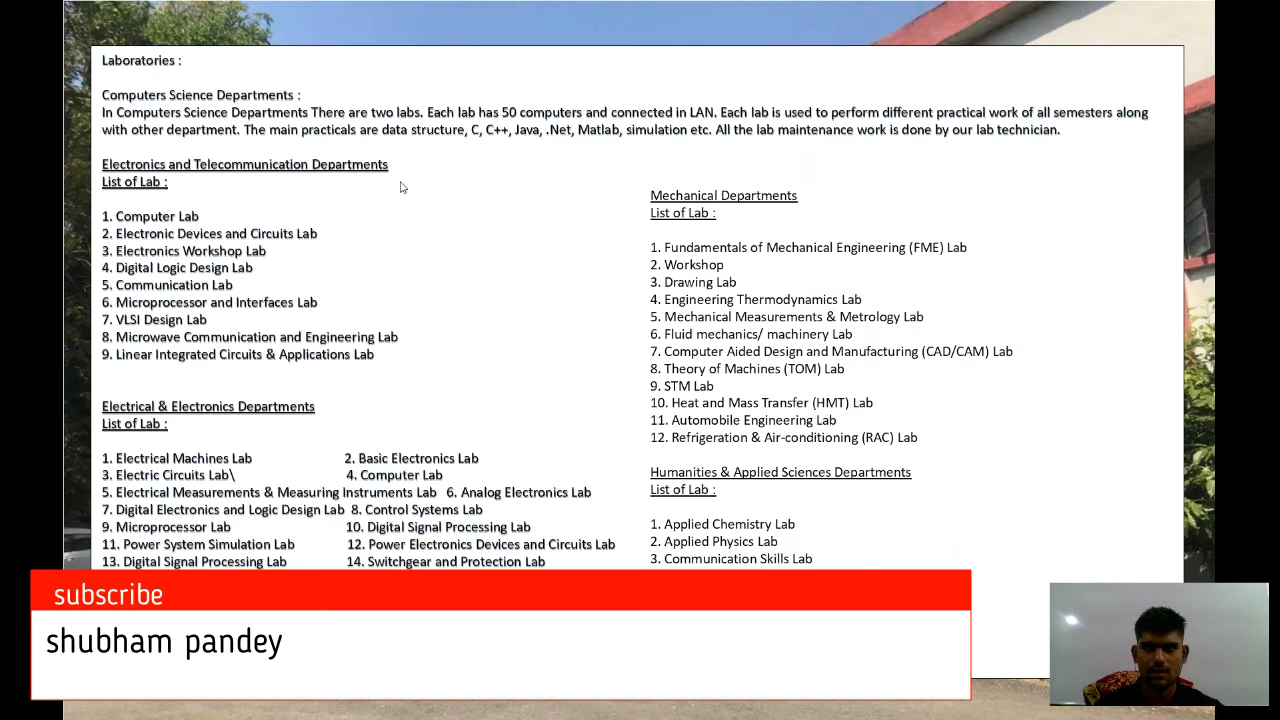 Laboratories :
Computers Science Departments :
In Computers Science Departments There are two labs. Each lab has 50 computers and connected in LAN. Each lab is used to perform different practical work of all semesters along
with other department. The main practicals are data structure, C, C++, Java, .Net, Matlab, simulation etc. All the lab maintenance work is done by our lab technician.
Electronics and Telecommunication Departments
List of Lab :
1. Computer Lab
2. Electronic Devices and Circuits Lab
3. Electronics Workshop Lab
4. Digital Logic Design Lab
5. Communication Lab
6. Microprocessor and Interfaces Lab
7. VLSI Design Lab
8. Microwave Communication and Engineering Lab
9. Linear Integrated Circuits & Applications Lab
Electrical & Electronics Departments
List of Lab :
1. Electrical Machines Lab 2. Basic Electronics Lab
3. Electric Circuits Lab\ 4. Computer Lab
5. Electrical Measurements & Measuring Instruments Lab 6. Analog Electronics Lab
7. Digital Electronics and Logic Design Lab 8. Control Systems Lab
9. Microprocessor Lab 10. Digital Signal Processing Lab
11. Power System Simulation Lab 12. Power Electronics Devices and Circuits Lab
13. Digital Signal Processing Lab 14. Switchgear and Protection Lab
Mechanical Departments
List of Lab :
1. Fundamentals of Mechanical Engineering (FME) Lab
2. Workshop
3. Drawing Lab
4. Engineering Thermodynamics Lab
5. Mechanical Measurements & Metrology Lab
6. Fluid mechanics/ machinery Lab
7. Computer Aided Design and Manufacturing (CAD/CAM) Lab
8. Theory of Machines (TOM) Lab
9. STM Lab
10. Heat and Mass Transfer (HMT) Lab
11. Automobile Engineering Lab
12. Refrigeration & Air-conditioning (RAC) Lab
Humanities & Applied Sciences Departments
List of Lab :
1. Applied Chemistry Lab
2. Applied Physics Lab
3. Communication Skills Lab
subscribe
shubham pandey